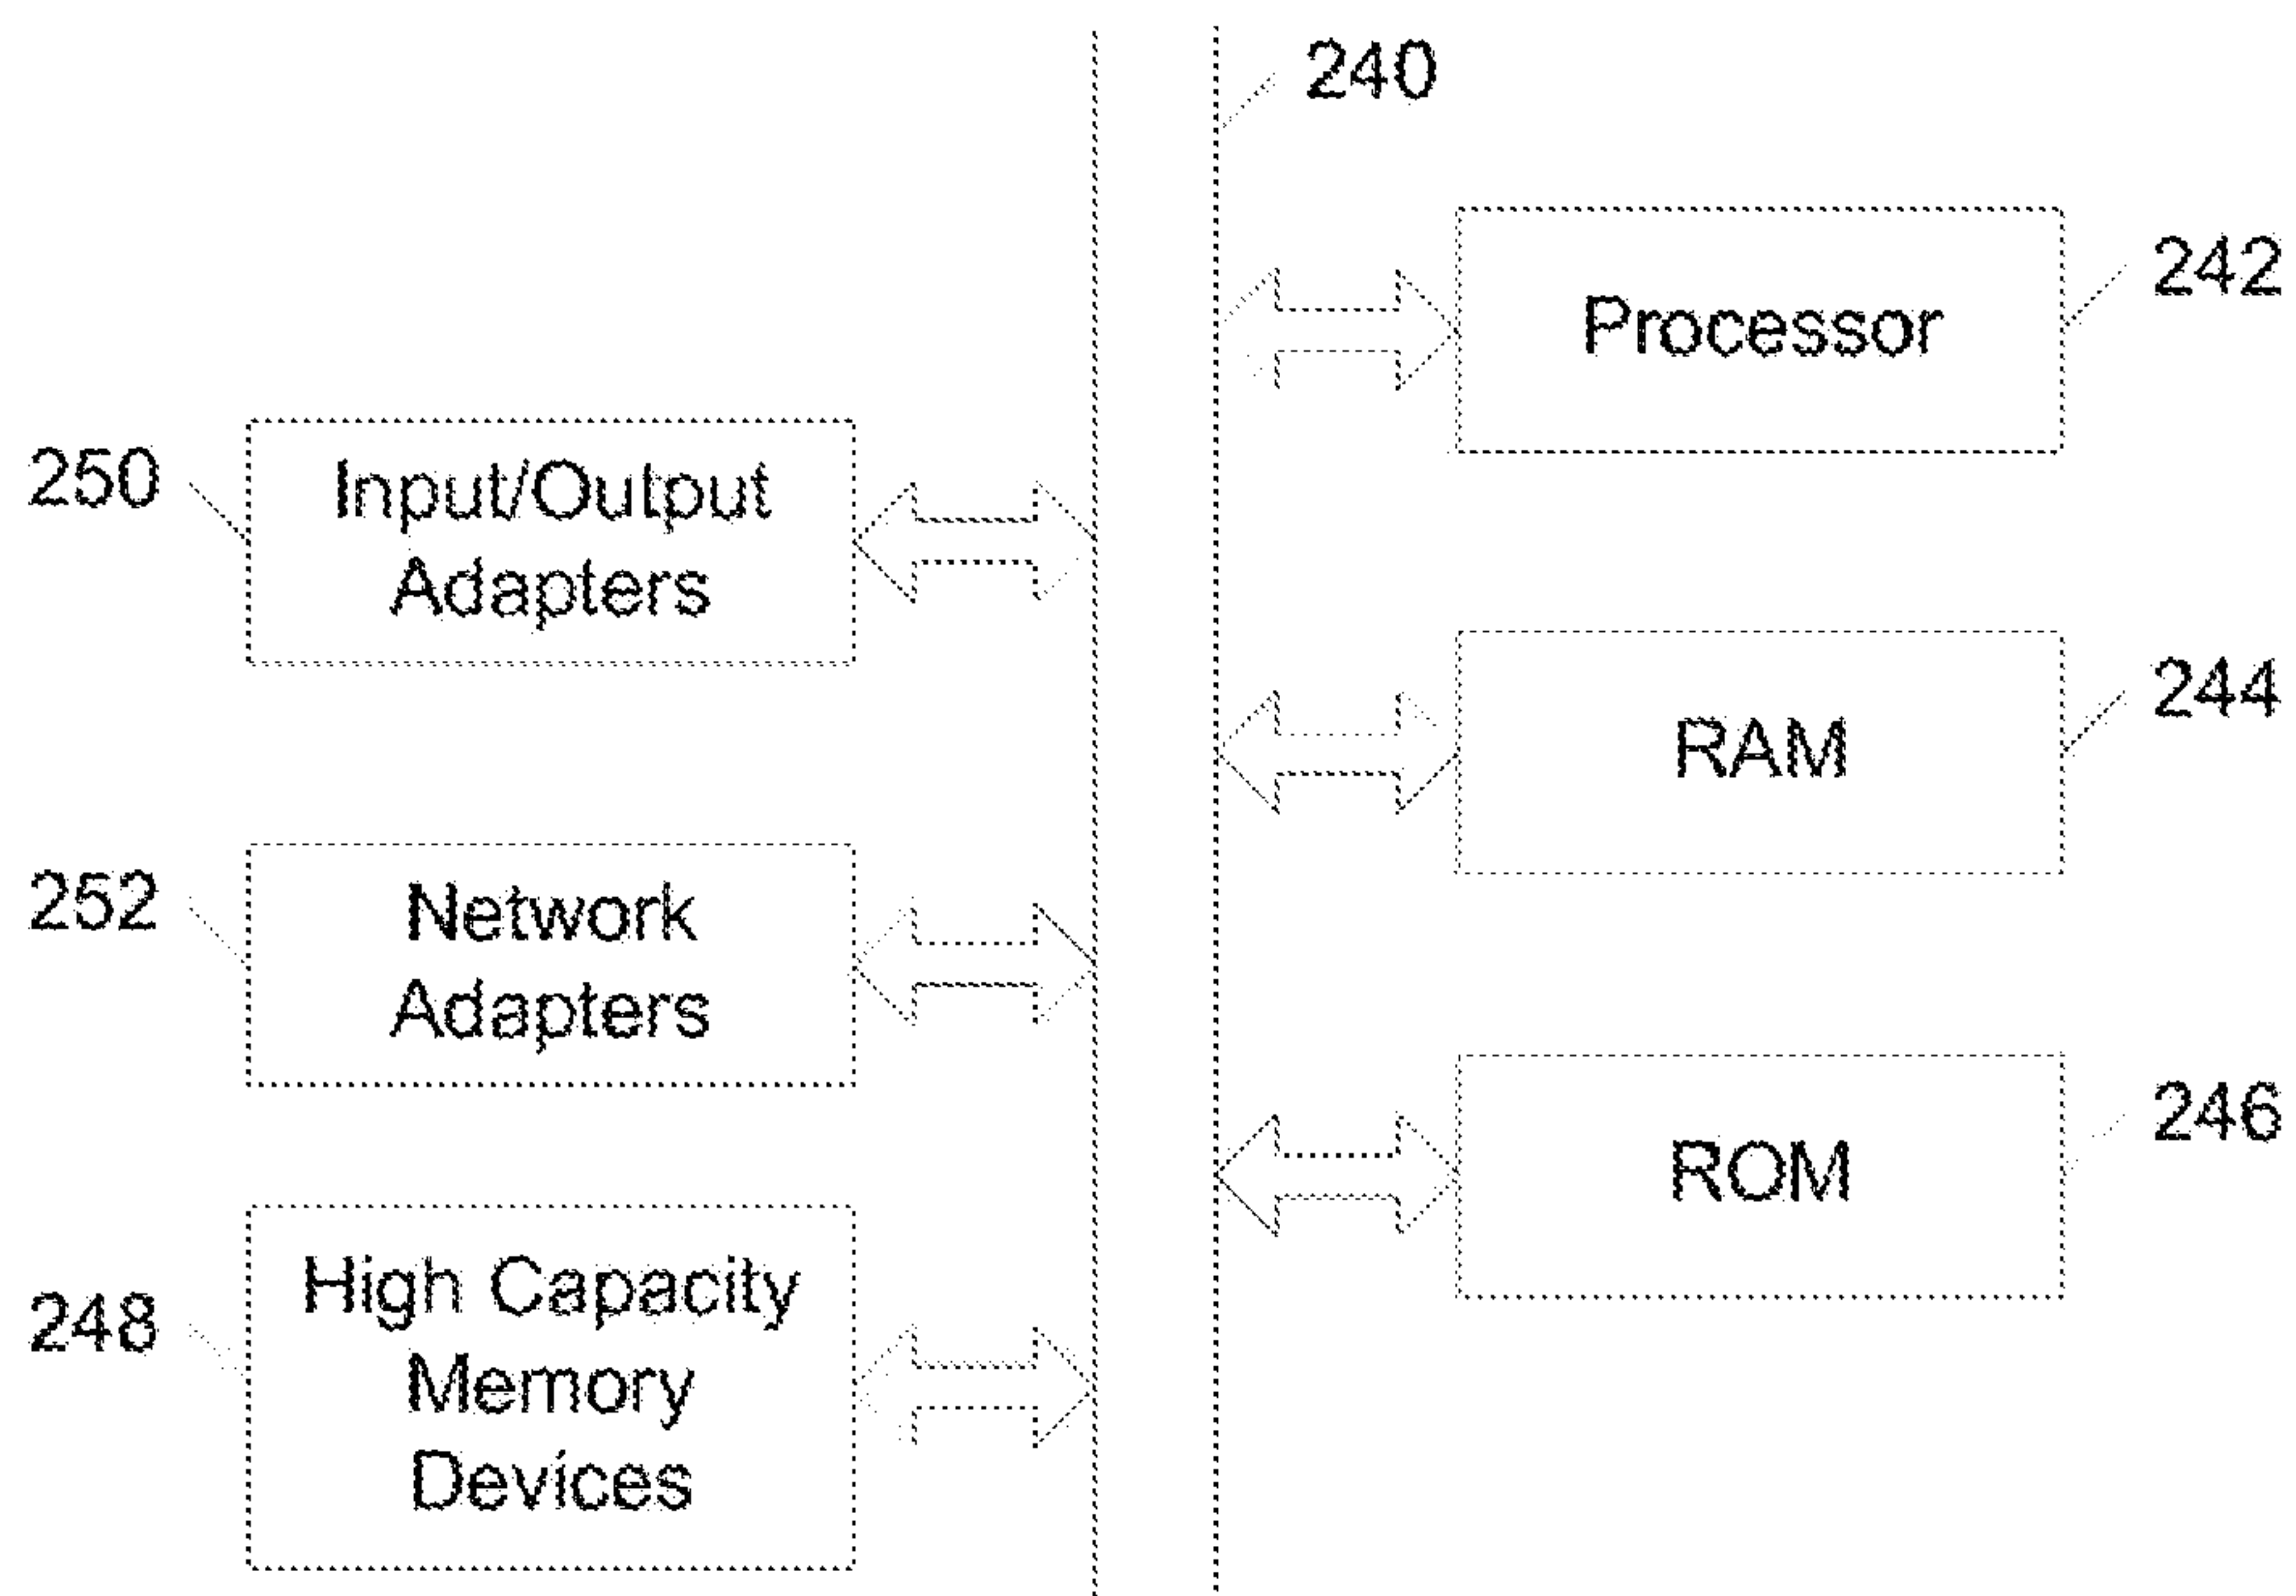 240
Processor
242
250
Input/Output
Adapters
RAM
244
252
Network
Adapters
ROM
246
248
High Capacity
Memory
Devices